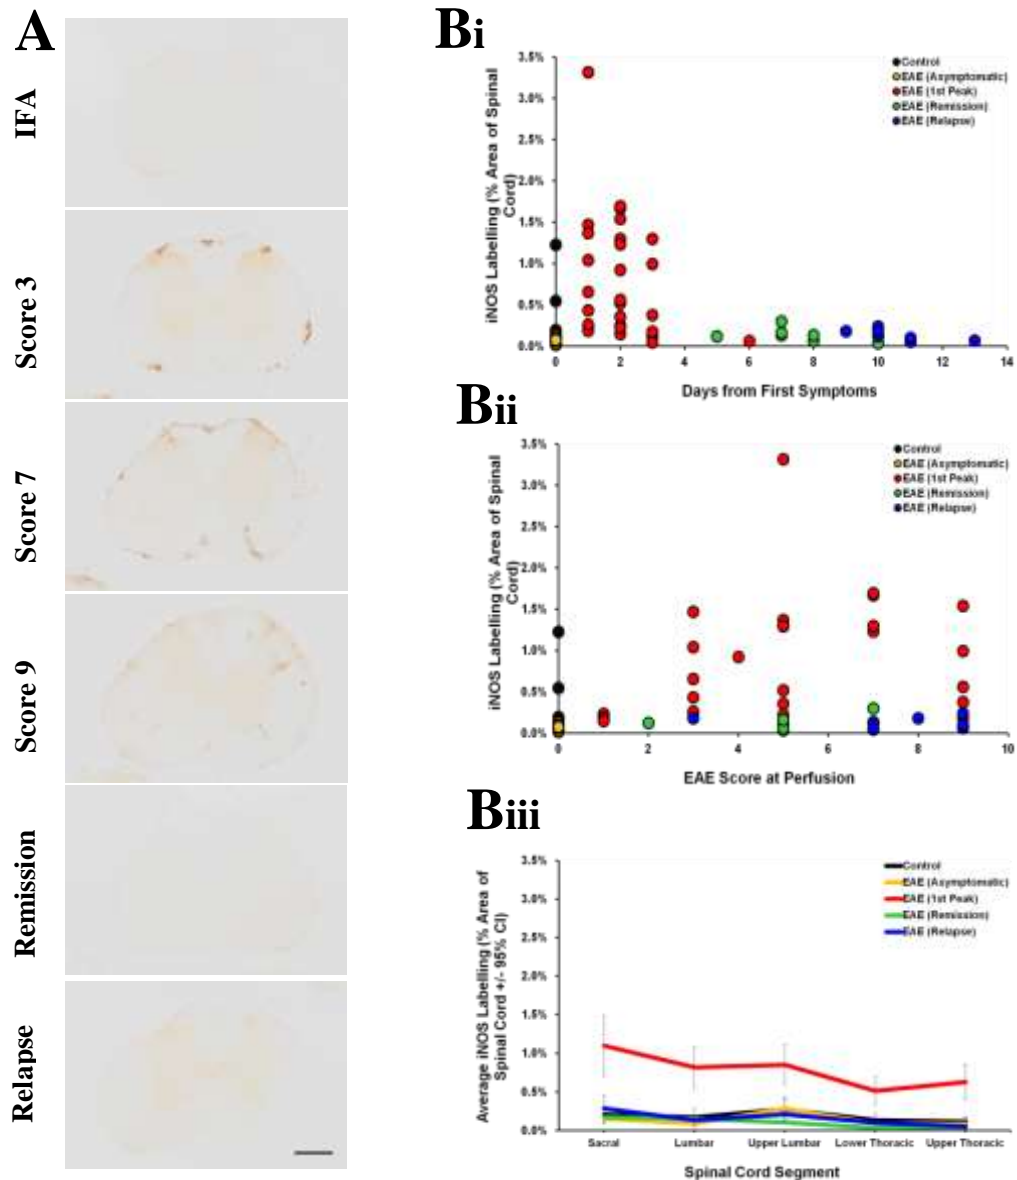 A
IFA
Score 3
Score 7
Score 9
Remission
Relapse
Bi
iNOS Labelling (% Area of Spinal
Cord)
3.5%
3.0%
2.5%
2.0%
1.5%
1.0%
0.5%
0.0%
0 2 4 6 8 10 12 14
Days from First Symptoms
Control
EAE (Asymptomatic)
EAE (1st Peak)
EAE (Remission)
EAE (Relapse)
Bii
iNOS Labelling (% Area of Spinal
Cord)
3.5%
3.0%
2.5%
2.0%
1.5%
1.0%
0.5%
0.0%
0 2 4 6 8 10
EAE Score at Perfusion
Control
EAE (Asymptomatic)
EAE (1st Peak)
EAE (Remission)
EAE (Relapse)
Biii
Average iNOS Labelling (% Area of
Spinal Cord +/- 95% CI)
3.5%
3.0%
2.5%
2.0%
1.5%
1.0%
0.5%
0.0%
Sacral Lumbar Upper Lumbar Lower Thoracic Upper Thoracic
Spinal Cord Segment
Control
EAE (Asymptomatic)
EAE (1st Peak)
EAE (Remission)
EAE (Relapse)